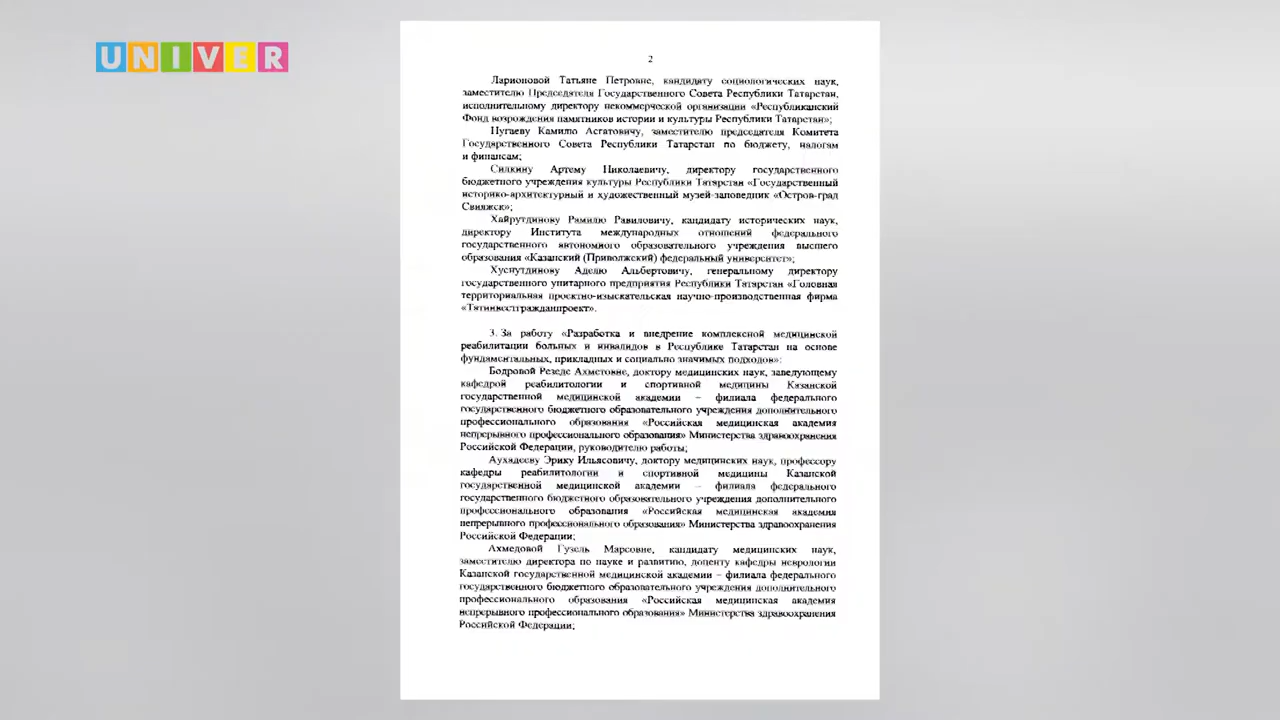 UNIVER
2
Ларионовой Татьяне Петровне, кандидату социологических наук,
заместителю Председателя Государственного Совета Республики Татарстан,
исполнительному директору некоммерческой организации «Республиканский
Фонд возрождения памятников истории и культуры Республики Татарстан»;
Нугаеву Камилю Асгатовичу, заместителю председателя Комитета
Государственного Совета Республики Татарстан по бюджету, налогам
и финансам;
Силкину Артему Николаевичу, директору государственного
бюджетного учреждения культуры Республики Татарстан «Государственный
историко-архитектурный и художественный музей-заповедник «Остров-град
Свияжск»;
Хайрутдинову Рамилю Равиловичу, кандидату исторических наук,
директору Института международных отношений федерального
государственного автономного образовательного учреждения высшего
образования «Казанский (Приволжский) федеральный университет»;
Хуснутдинову Аделю Альбертовичу, генеральному директору
государственного унитарного предприятия Республики Татарстан «Головная
территориальная проектно-изыскательская научно-производственная фирма
«Татинвестгражданпроект».
3. За работу «Разработка и внедрение комплексной медицинской
реабилитации больных и инвалидов в Республике Татарстан на основе
фундаментальных, прикладных и социально значимых подходов»:
Бодровой Резеде Ахметовне, доктору медицинских наук, заведующему
кафедрой реабилитологии и спортивной медицины Казанской
государственной медицинской академии – филиала федерального
государственного бюджетного образовательного учреждения дополнительного
профессионального образования «Российская медицинская академия
непрерывного профессионального образования» Министерства здравоохранения
Российской Федерации, руководителю работы;
Аухадееву Эрику Ильясовичу, доктору медицинских наук, профессору
кафедры реабилитологии и спортивной медицины Казанской
государственной медицинской академии – филиала федерального
государственного бюджетного образовательного учреждения дополнительного
профессионального образования «Российская медицинская академия
непрерывного профессионального образования» Министерства здравоохранения
Российской Федерации;
Ахмедовой Гузель Марсовне, кандидату медицинских наук,
заместителю директора по науке и развитию, доценту кафедры неврологии
Казанской государственной медицинской академии – филиала федерального
государственного бюджетного образовательного учреждения дополнительного
профессионального образования «Российская медицинская академия
непрерывного профессионального образования» Министерства здравоохранения
Российской Федерации;